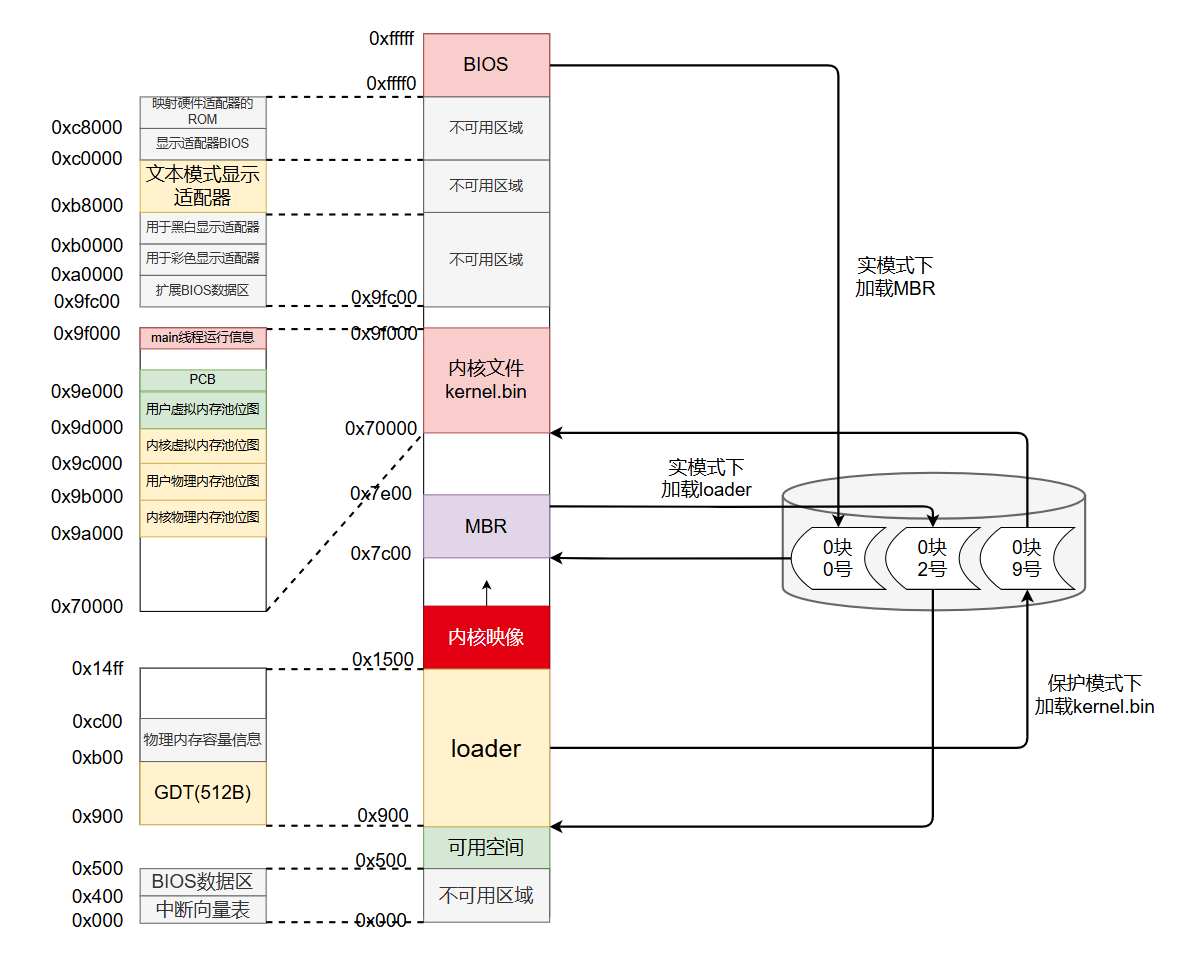 0xfffff
BIOS
0xffff0
映射硬件适配器的
ROM
0xc8000
不可用区域
显示适配器BIOS
0xc0000
文本模式显示
适配器
不可用区域
0xb8000
用于黑白显示适配器
0xb0000
用于彩色显示适配器
不可用区域
0xa0000
扩展BIOS数据区
0x9fc00
0x9fc00
实模式下
加载MBR
0x9f000
main线程运行信息
0x9f000
内核文件
kernel.bin
PCB
0x9e000
用户虚拟内存池位图
0x9d000
0x70000
内核虚拟内存池位图
0x9c000
用户物理内存池位图
0x9b000
内核物理内存池位图
0x9a000
0x7e00
实模式下
加载loader
MBR
0x7c00
0块
0号
0块
2号
0块
9号
0x70000
内核映像
0x14ff
0x1500
保护模式下
加载kernel.bin
0xc00
物理内存容量信息
0xb00
loader
GDT(512B)
0x900
0x900
可用空间
0x500
0x500
BIOS数据区
0x400
不可用区域
中断向量表
0x000
0x000